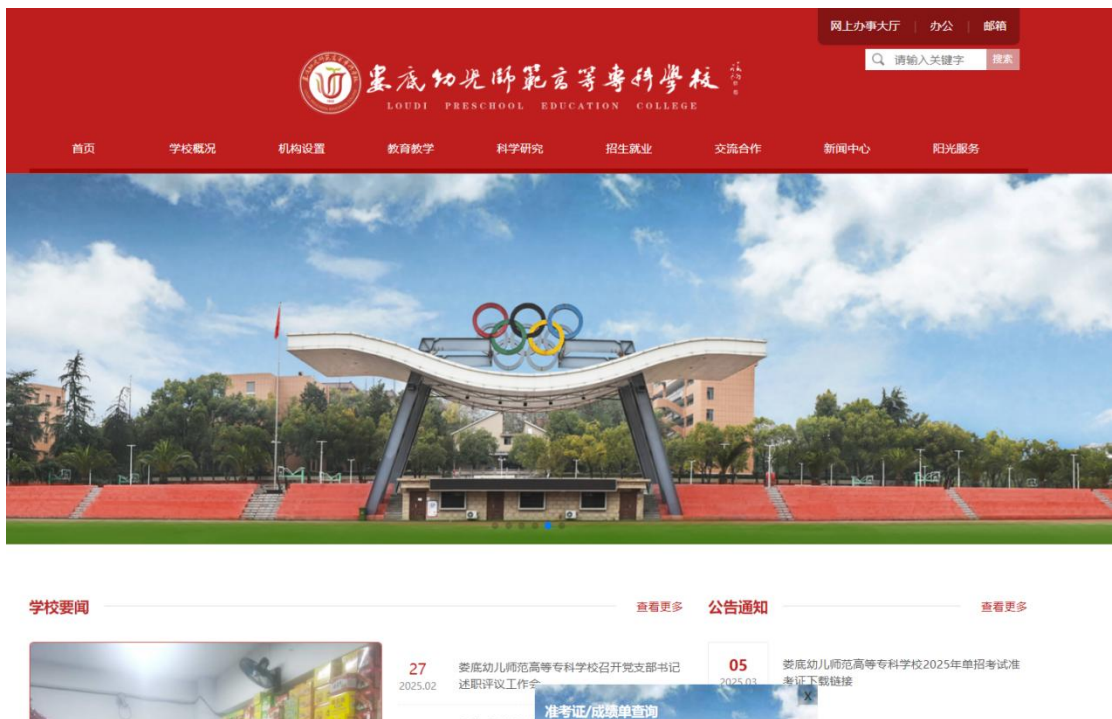 网上办事大厅 | 办公 | 邮箱
请输入关键字 搜索
娄底幼儿师范高等专科学校
LOUDI PRESCHOOL EDUCATION COLLEGE
首页 学校概况 机构设置 教育教学 科学研究 招生就业 交流合作 新闻中心 阳光服务
学校要闻 查看更多
27
2025.02
娄底幼儿师范高等专科学校召开党支部书记
述职评议工作会
公告通知 查看更多
05
2025.03
娄底幼儿师范高等专科学校2025年单招考试准
考证下载链接
准考证/成绩单查询
X